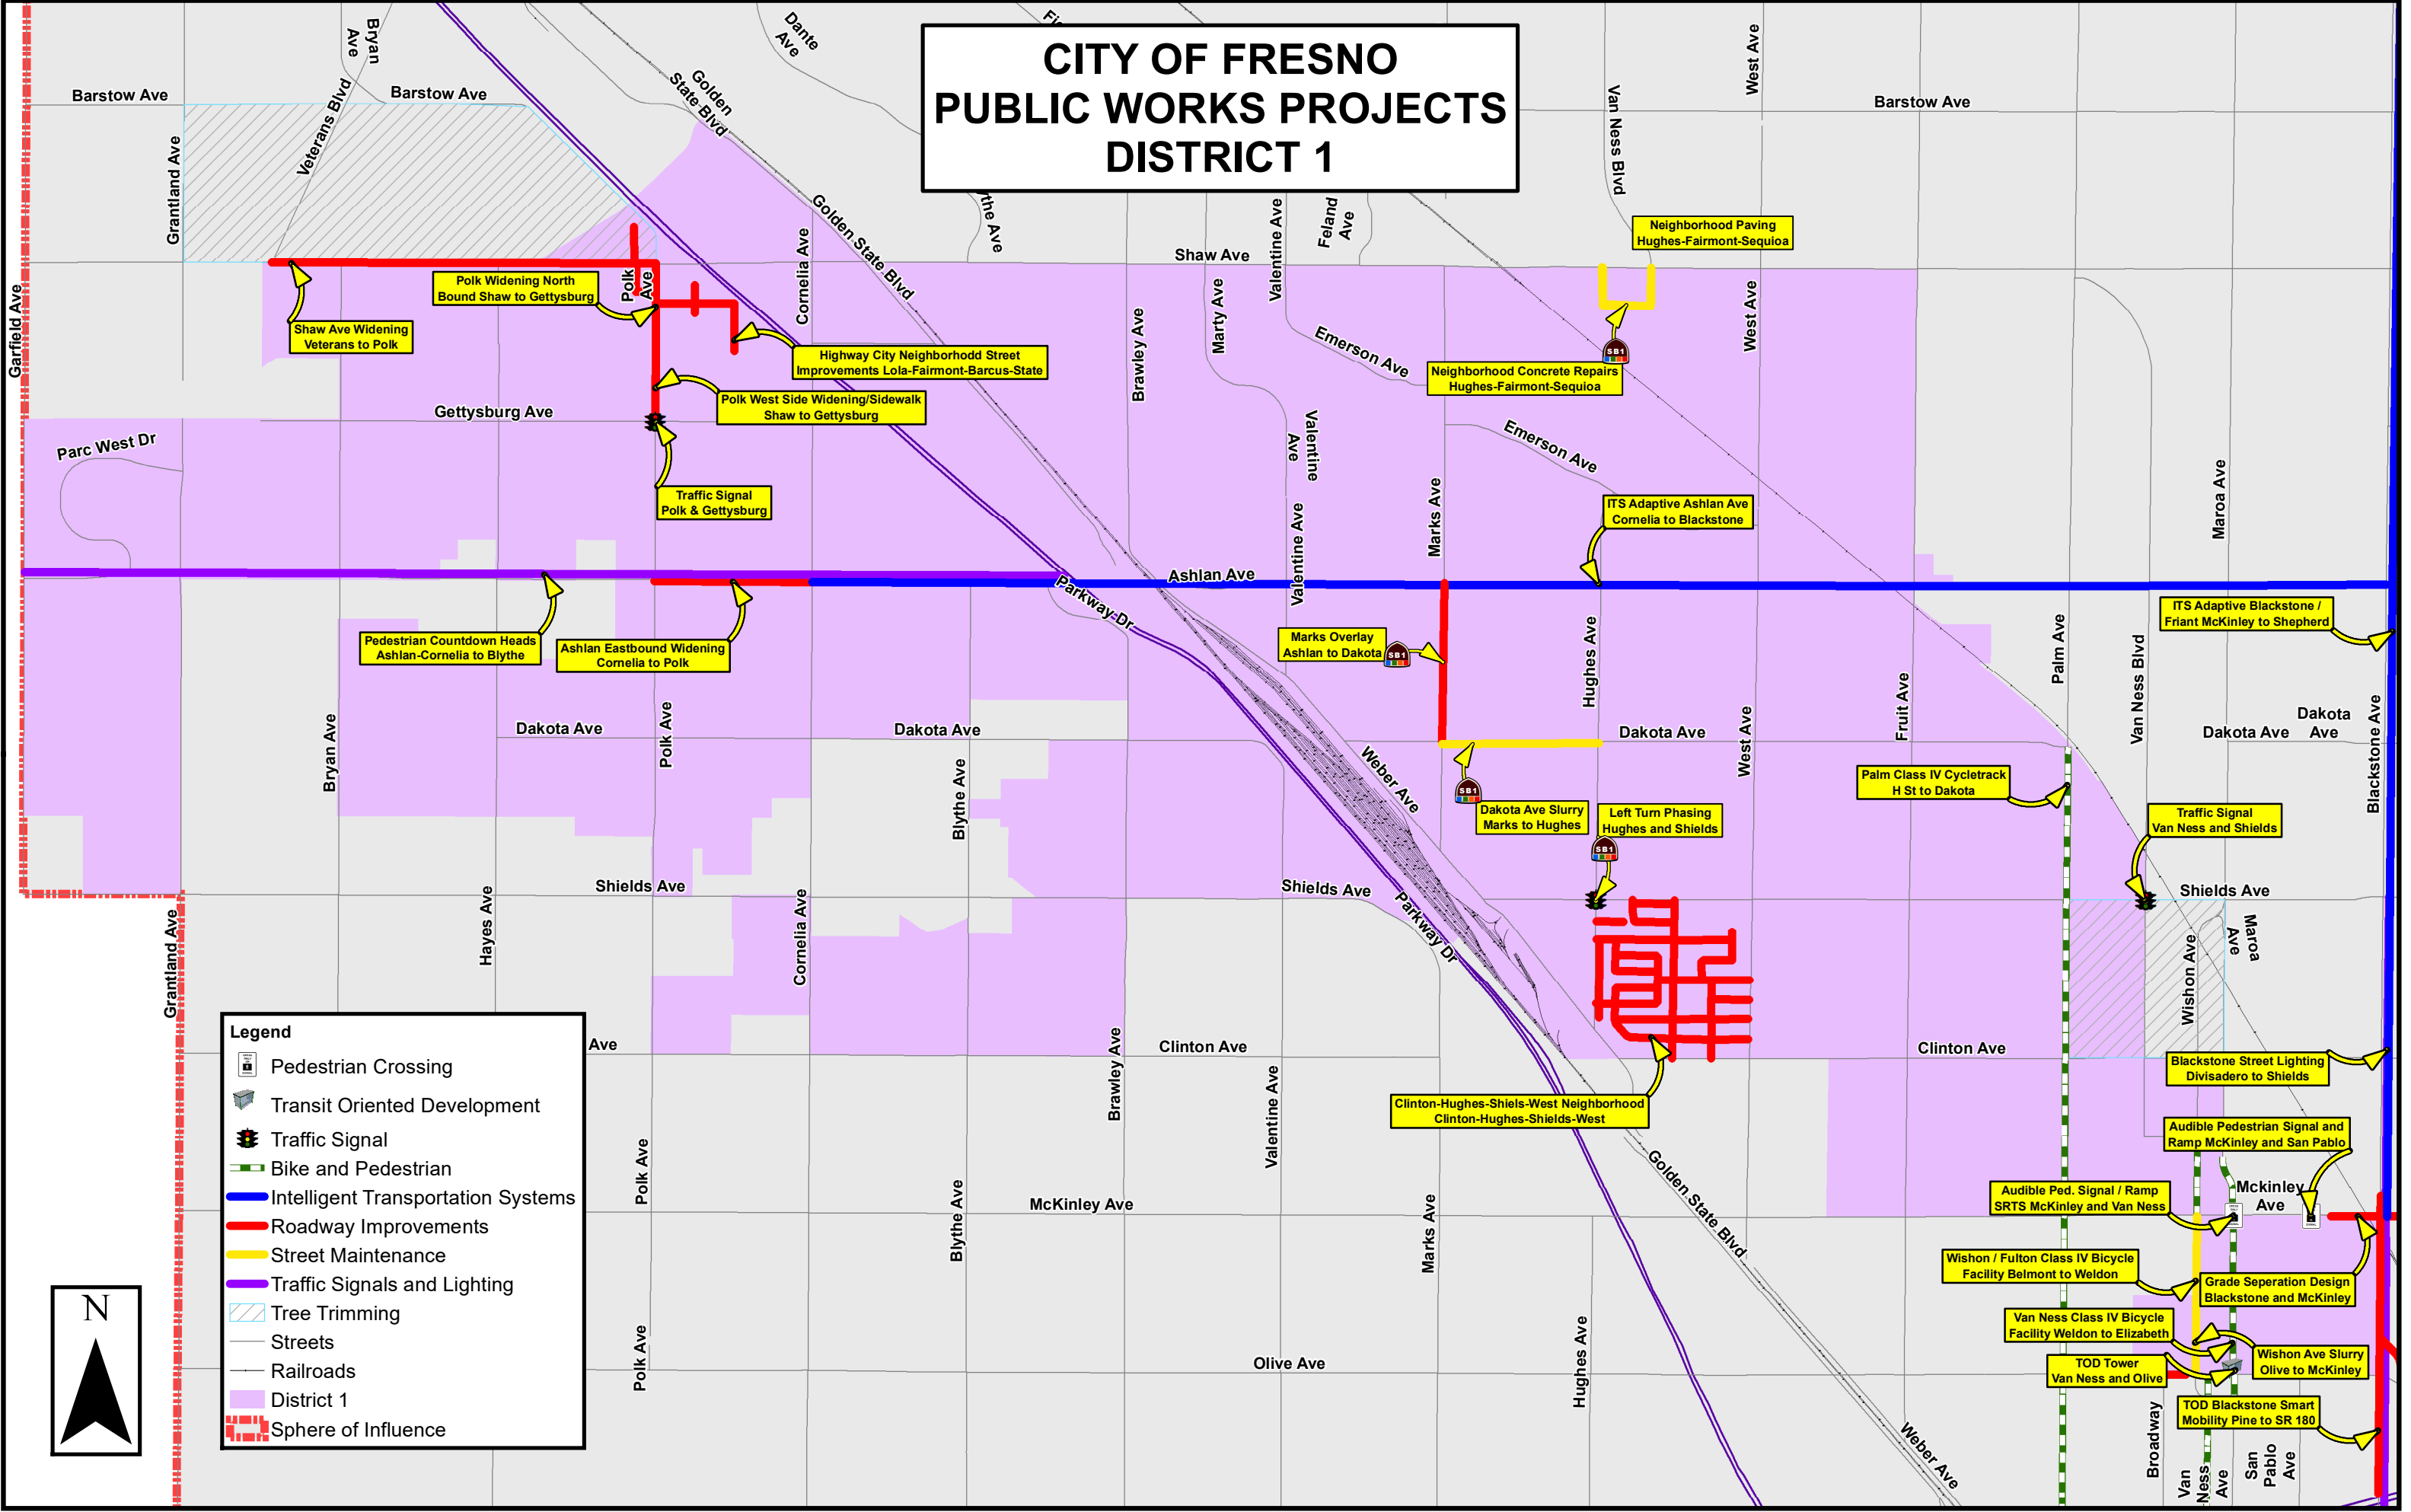 CITY OF FRESNO
PUBLIC WORKS PROJECTS
DISTRICT 1
Bryan
Ave
Dante
Ave
West Ave
Barstow Ave
Barstow Ave
Golden
State Blvd
Barstow Ave
Van Ness Blvd
Veterans Blvd
Grantland Ave
Golden State Blvd
Cornelia Ave
ythe Ave
Valentine Ave
Feland
Ave
Neighborhood Paving
Hughes-Fairmont-Sequioa
Shaw Ave
Polk
Ave
Polk Widening North
Bound Shaw to Gettysburg
Garfield Ave
Marty Ave
Brawley Ave
West Ave
Shaw Ave Widening
Veterans to Polk
Emerson Ave
SB1
Highway City Neighborhodd Street
Improvements Lola-Fairmont-Barcus-State
Neighborhood Concrete Repairs
Hughes-Fairmont-Sequioa
Polk West Side Widening/Sidewalk
Shaw to Gettysburg
Gettysburg Ave
Parc West Dr
Valentine
Ave
Emerson Ave
Maroa Ave
Traffic Signal
Polk & Gettysburg
Marks Ave
ITS Adaptive Ashlan Ave
Cornelia to Blackstone
Valentine Ave
Ashlan Ave
Parkway Dr
ITS Adaptive Blackstone /
Friant McKinley to Shepherd
Pedestrian Countdown Heads
Ashlan-Cornelia to Blythe
Ashlan Eastbound Widening
Cornelia to Polk
Marks Overlay
Ashlan to Dakota
SB1
Hughes Ave
Palm Ave
Van Ness Blvd
Fruit Ave
Bryan Ave
Dakota Ave
Polk Ave
Dakota Ave
Dakota Ave
West Ave
Dakota Ave
Dakota
Ave
Blackstone Ave
Weber Ave
Blythe Ave
SB1
Palm Class IV Cycletrack
H St to Dakota
Dakota Ave Slurry
Marks to Hughes
Left Turn Phasing
Hughes and Shields
SB1
Traffic Signal
Van Ness and Shields
Shields Ave
Shields Ave
Shields Ave
Hayes Ave
Cornelia Ave
Parkway Dr
Grantland Ave
Wishon Ave
Maroa
Ave
Legend
Pedestrian Crossing
Transit Oriented Development
Traffic Signal
Bike and Pedestrian
Intelligent Transportation Systems
Roadway Improvements
Street Maintenance
Traffic Signals and Lighting
Tree Trimming
Streets
Railroads
District 1
Sphere of Influence
N
Ave
Clinton Ave
Clinton Ave
Brawley Ave
Valentine Ave
Blackstone Street Lighting
Divisadero to Shields
Clinton-Hughes-Shiels-West Neighborhood
Clinton-Hughes-Shields-West
Audible Pedestrian Signal and
Ramp McKinley and San Pablo
Polk Ave
Blythe Ave
McKinley Ave
Marks Ave
Golden State Blvd
Audible Ped. Signal / Ramp
SRTS McKinley and Van Ness
Mckinley
Ave
Wishon / Fulton Class IV Bicycle
Facility Belmont to Weldon
Grade Seperation Design
Blackstone and McKinley
Van Ness Class IV Bicycle
Facility Weldon to Elizabeth
Polk Ave
Olive Ave
Hughes Ave
TOD Tower
Van Ness and Olive
Wishon Ave Slurry
Olive to McKinley
TOD Blackstone Smart
Mobility Pine to SR 180
Weber Ave
Broadway
Van
Ness
Ave
San
Pablo
Ave